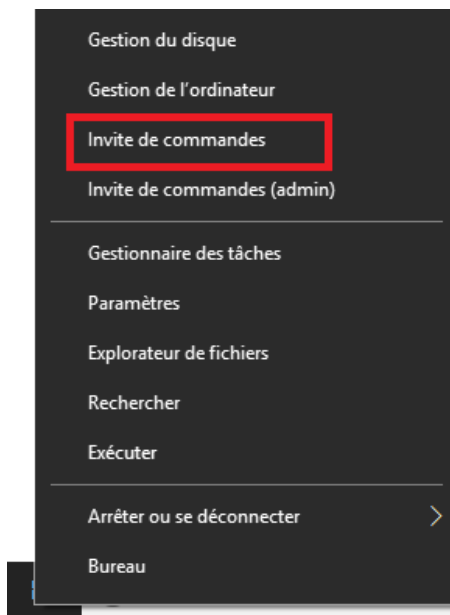 Gestion du disque
Gestion de l'ordinateur
Invite de commandes
Invite de commandes (admin)
Gestionnaire des tâches
Paramètres
Explorateur de fichiers
Rechercher
Exécuter
Arrêter ou se déconnecter
Bureau